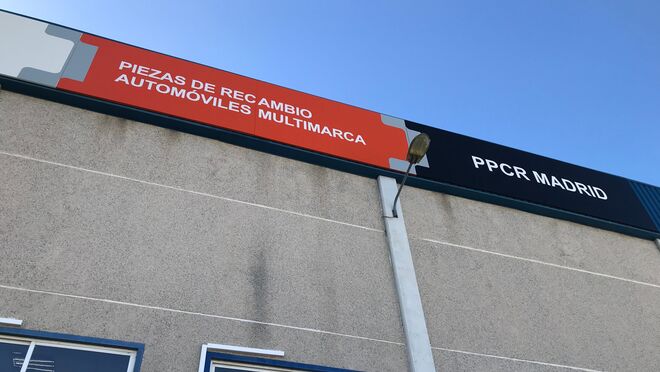 PIEZAS DE RECAMBIO
AUTOMÓVILES MULTIMARCA
PPCR MADRID